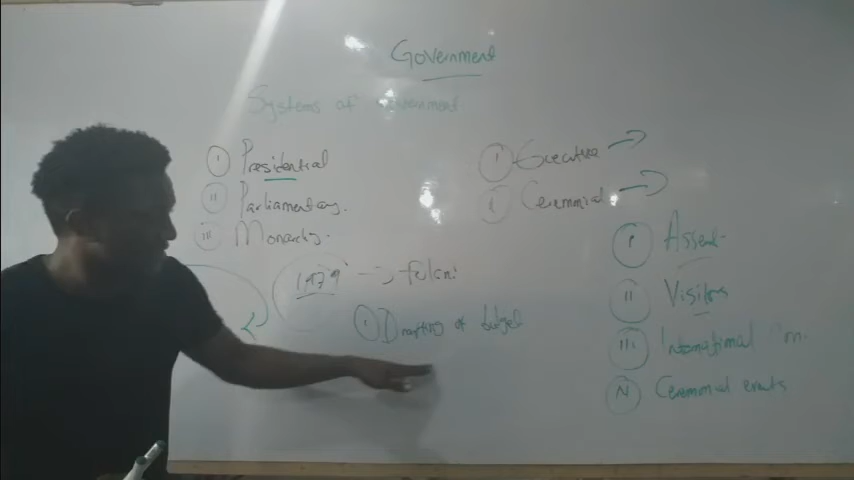 Government
Systems of Government
I Presidential
II Parliamentary.
III Monarchy.
I Executive →
II Ceremonial →
1979 -->
I Drafting of budget
I Assent
II Visitors
III International
IV Ceremonial events